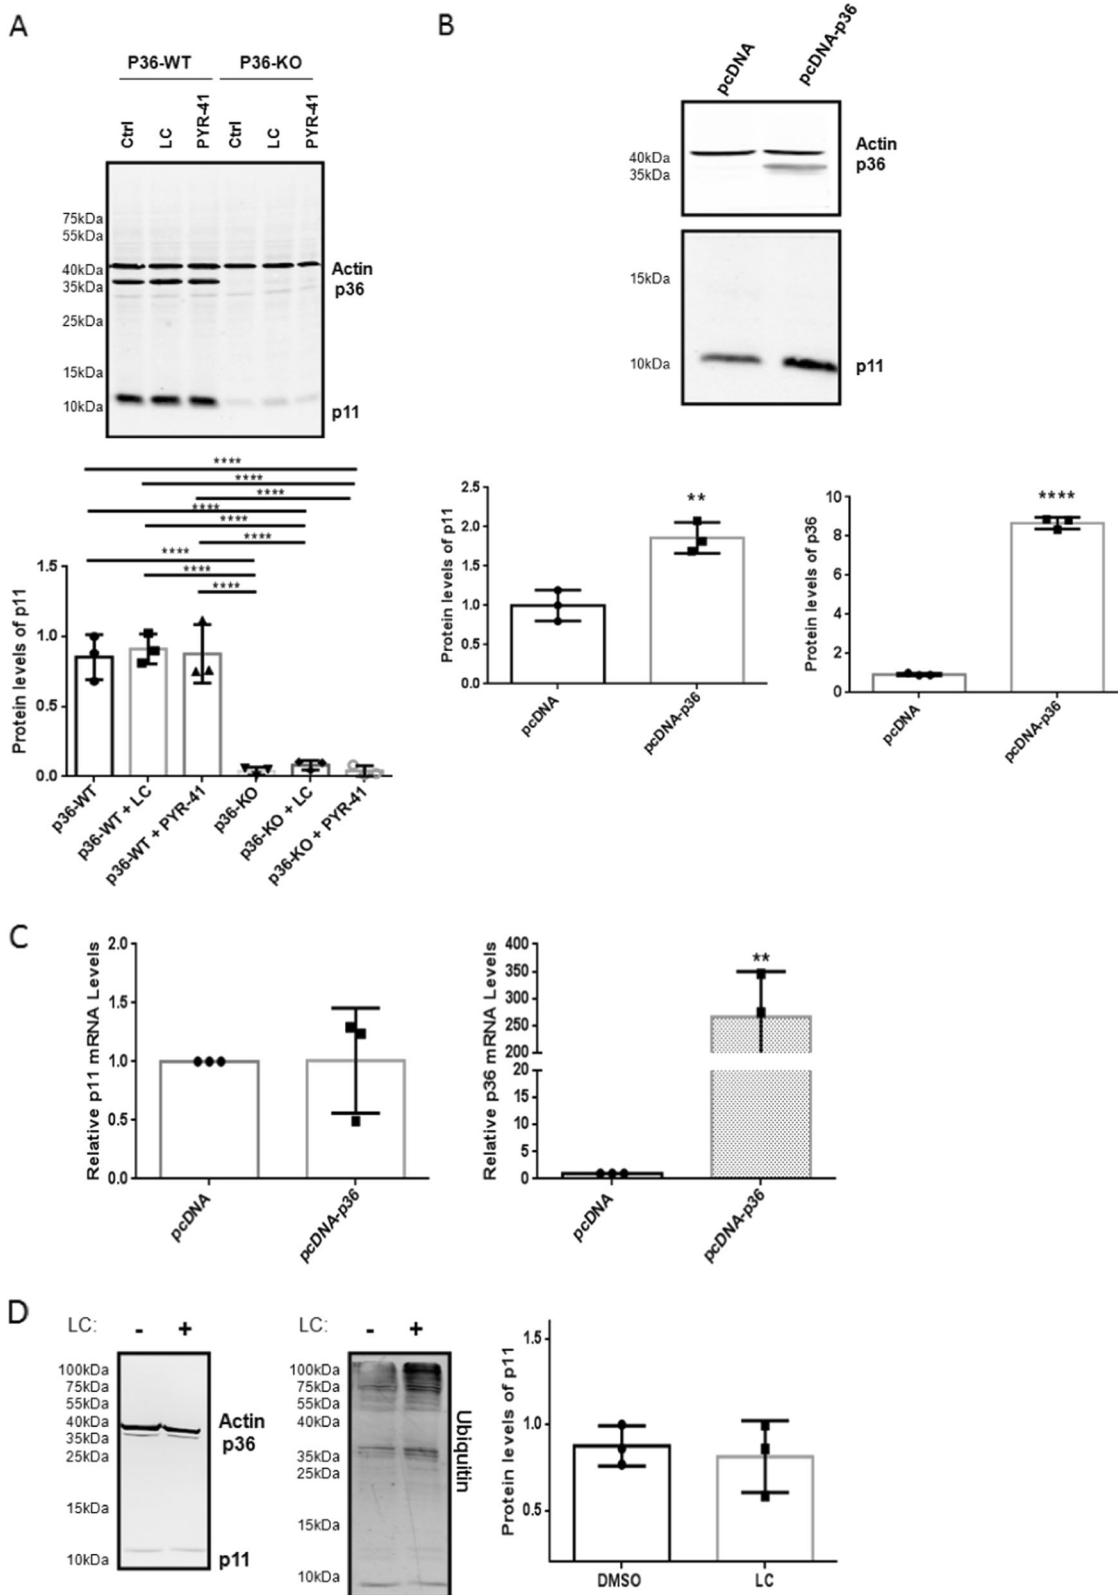 A
P36-WT P36-KO
Ctrl LC PYR-41 Ctrl LC PYR-41
75kDa
55kDa
40kDa
35kDa
25kDa
15kDa
10kDa
Actin
p36
p11
****
****
****
****
****
****
****
****
****
Protein levels of p11
1.5
1.0
0.5
0.0
p36-WT
p36-WT + LC
p36-WT + PYR-41
p36-KO
p36-KO + LC
p36-KO + PYR-41
B
pcDNA pcDNA-p36
40kDa
35kDa
Actin
p36
15kDa
10kDa
p11
Protein levels of p11
2.5
2.0
1.5
1.0
0.5
0.0
**
pcDNA
pcDNA-p36
Protein levels of p36
10
8
6
4
2
0
****
pcDNA
pcDNA-p36
C
Relative p11 mRNA Levels
2.0
1.5
1.0
0.5
0.0
pcDNA
pcDNA-p36
Relative p36 mRNA Levels
400
350
300
250
200
20
15
10
5
0
**
pcDNA
pcDNA-p36
D
LC: - +
100kDa
75kDa
55kDa
40kDa
35kDa
25kDa
15kDa
10kDa
Actin
p36
p11
LC: - +
100kDa
75kDa
55kDa
40kDa
35kDa
25kDa
15kDa
10kDa
Ubiquitin
Protein levels of p11
1.5
1.0
0.5
DMSO
LC